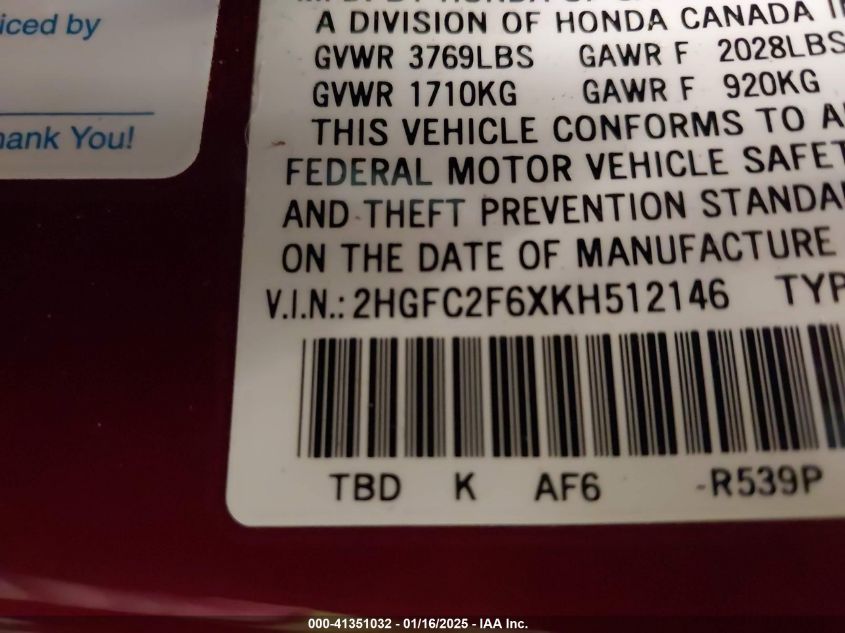 iced by
hank You!
A DIVISION OF HONDA CANADA
GVWR 3769LBS GAWR F 2028LBS
GVWR 1710KG GAWR F 920KG
THIS VEHICLE CONFORMS TO A
FEDERAL MOTOR VEHICLE SAFET
AND THEFT PREVENTION STANDA
ON THE DATE OF MANUFACTURE
V.I.N.: 2HGFC2F6XKH512146 TYP
TBD K AF6 -R539P
000-41351032 - 01/16/2025 - IAA Inc.